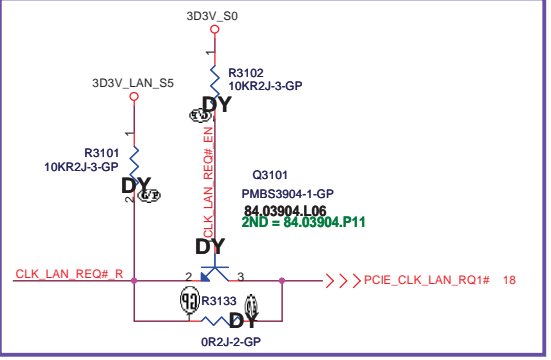 3D3V_S0
1
R3102
10KR2J-3-GP
DY
3D3V_LAN_S5
1
R3101
10KR2J-3-GP
DY
2
CLK_LAN_REQ#_EN
Q3101
PMBS3904-1-GP
84.03904.L06
2ND = 84.03904.P11
DY
CLK_LAN_REQ#_R
2
3
PCIE_CLK_LAN_RQ1# 18
R3133
DY
0R2J-2-GP